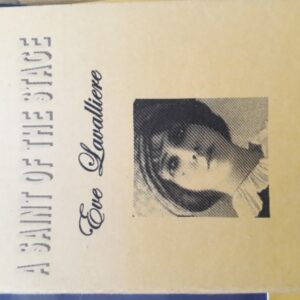 A SAINT OF THE STAGE
Eve Lavalliere